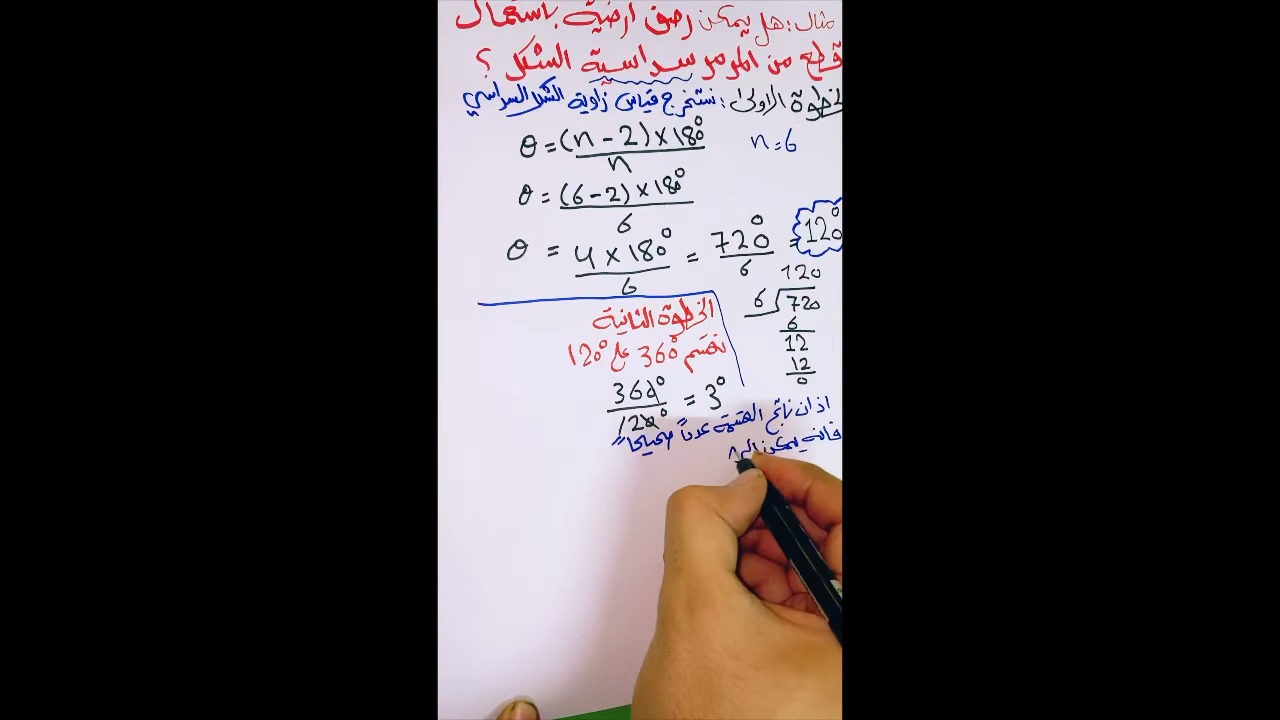 مثال: هل يمكن رصف ارضية باستعمال
قطع من المرمر سداسية الشكل ؟
الخطوة الاولى: نستخرج قياس زاوية الشكل السداسي
θ = (n - 2) × 180° / n
n = 6
θ = (6 - 2) × 180° / 6
θ = 4 × 180° / 6 = 720° / 6 = 120°
120
6 720
6
12
12
0
الخطوة الثانية
نقسم 360° على 120°
360° / 120° = 3°
اذان ناتج القسمة عدداً صحيحاً
فانه يمكن